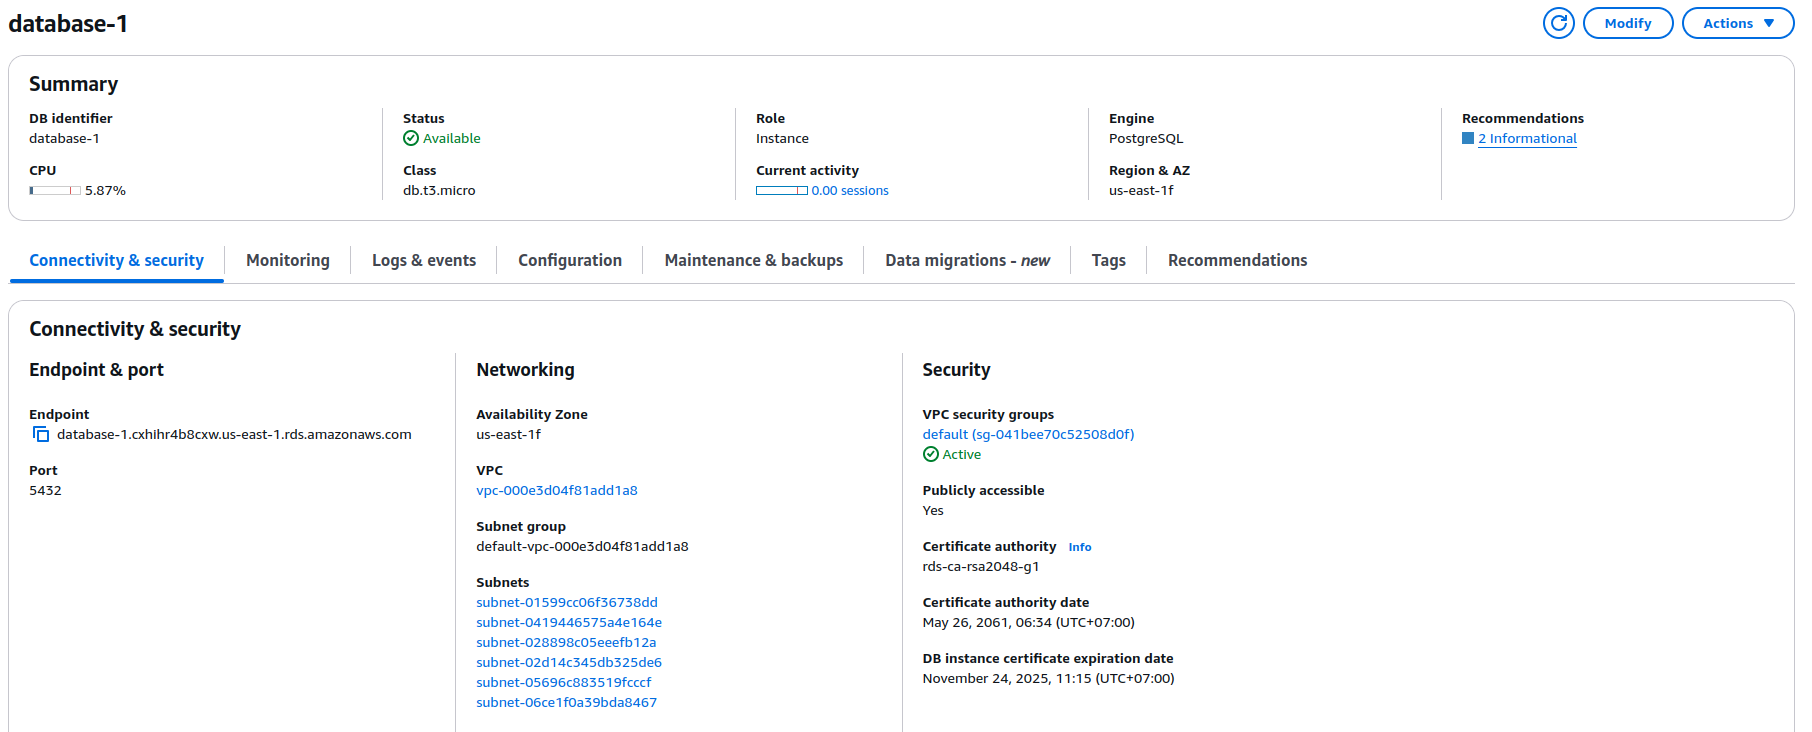 database-1
Modify
Actions
Summary
DB identifier
database-1
CPU
5.87%
Status
Available
Class
db.t3.micro
Role
Instance
Current activity
0.00 sessions
Engine
PostgreSQL
Region & AZ
us-east-1f
Recommendations
2 Informational
Connectivity & security
Monitoring
Logs & events
Configuration
Maintenance & backups
Data migrations - new
Tags
Recommendations
Connectivity & security
Endpoint & port
Endpoint
database-1.cxhihr4b8cxw.us-east-1.rds.amazonaws.com
Port
5432
Networking
Availability Zone
us-east-1f
VPC
vpc-000e3d04f81add1a8
Subnet group
default-vpc-000e3d04f81add1a8
Subnets
subnet-01599cc06f36738dd
subnet-0419446575a4e164e
subnet-028898c05eeefb12a
subnet-02d14c345db325de6
subnet-05696c883519fcccf
subnet-06ce1f0a39bda8467
Security
VPC security groups
default (sg-041bee70c52508d0f)
Active
Publicly accessible
Yes
Certificate authority Info
rds-ca-rsa2048-g1
Certificate authority date
May 26, 2061, 06:34 (UTC+07:00)
DB instance certificate expiration date
November 24, 2025, 11:15 (UTC+07:00)